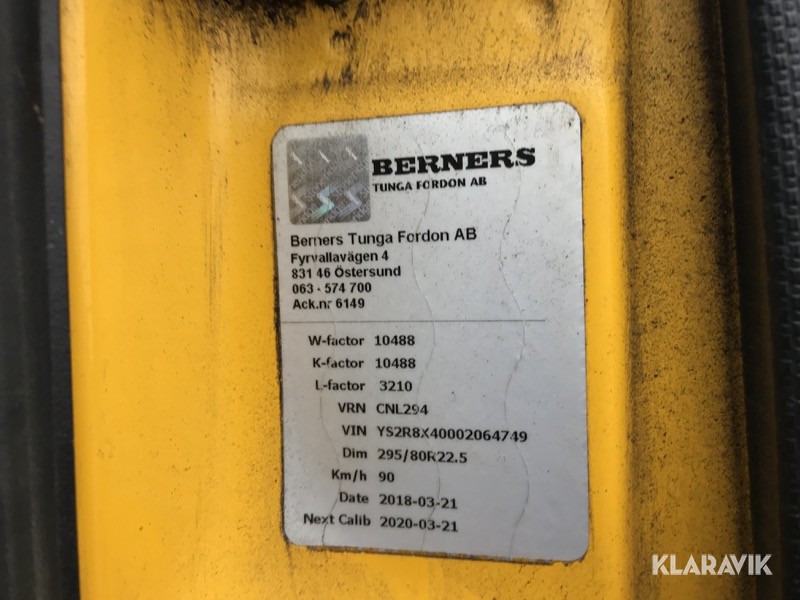 BERNERS
TUNGA FORDON AB
Berners Tunga Fordon AB
Fyrvallavägen 4
831 46 Östersund
063 - 574 700
Ack.nr 6149
W-factor 10488
K-factor 10488
L-factor 3210
VRN CNL294
VIN YS2R8X40002064749
Dim 295/80R22.5
Km/h 90
Date 2018-03-21
Next Calib 2020-03-21
KLARAVIK